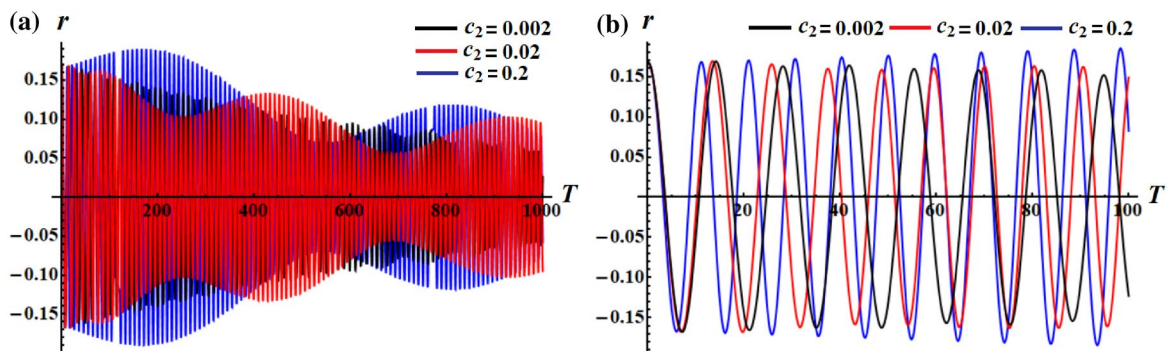 (a)
r
c₂ = 0.002
c₂ = 0.02
c₂ = 0.2
0.15
0.10
0.05
−0.05
−0.10
−0.15
200 400 600 800 1000 T
(b)
r
c₂ = 0.002 c₂ = 0.02 c₂ = 0.2
0.15
0.10
0.05
−0.05
−0.10
−0.15
20 40 60 80 100 T